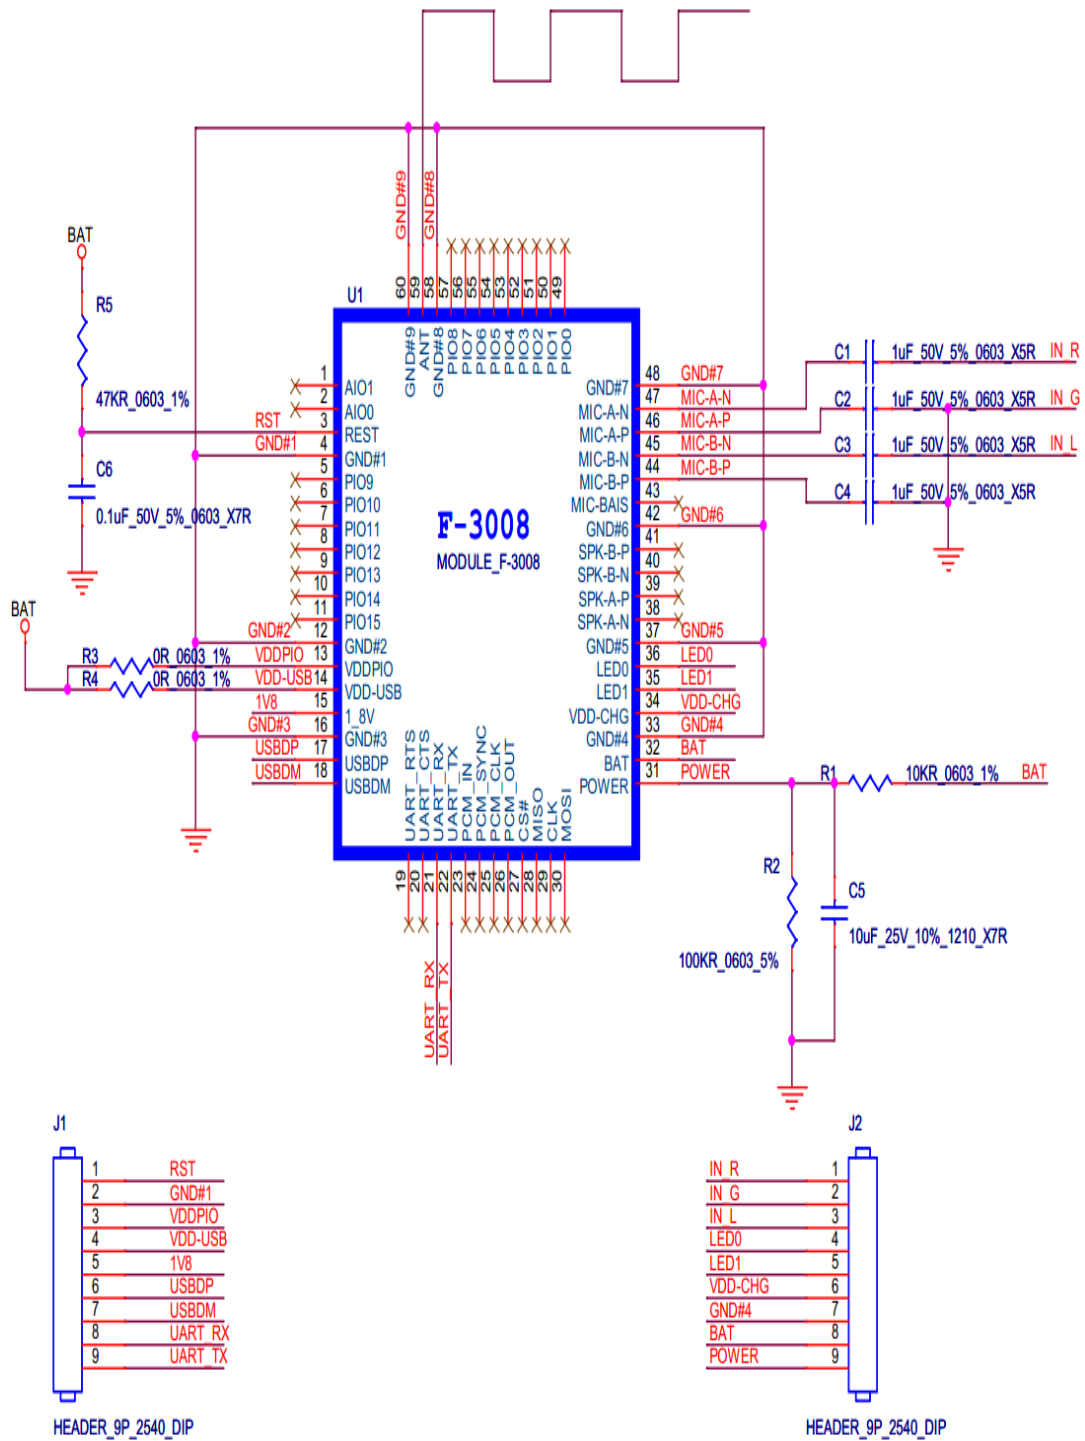 GND#9
GND#8
60
59
58
57
56
55
54
53
52
51
50
49
U1
GND#9
ANT
GND#8
PIO8
PIO7
PIO6
PIO5
PIO4
PIO3
PIO2
PIO1
PIO0
BAT
R5
47KR_0603_1%
C6
0.1uF_50V_5%_0603_X7R
RST
GND#1
1 AIO1
2 AIO0
3 REST
4 GND#1
5 PIO9
6 PIO10
7 PIO11
8 PIO12
9 PIO13
10 PIO14
11 PIO15
BAT
R3 0R_0603_1%
R4 0R_0603_1%
GND#2 12 GND#2
VDDPIO 13 VDDPIO
VDD-USB 14 VDD-USB
1V8 15 1_8V
GND#3 16 GND#3
USBDP 17 USBDP
USBDM 18 USBDM
F-3008
MODULE_F-3008
GND#7 48 GND#7
MIC-A-N 47 MIC-A-N
MIC-A-P 46 MIC-A-P
MIC-B-N 45 MIC-B-N
MIC-B-P 44 MIC-B-P
MIC-BAIS 43
GND#6 42 GND#6
SPK-B-P 41
SPK-B-N 40
SPK-A-P 39
SPK-A-N 38
GND#5 37 GND#5
LED0 36 LED0
LED1 35 LED1
VDD-CHG 34 VDD-CHG
GND#4 33 GND#4
BAT 32 BAT
POWER 31 POWER
C1 1uF_50V_5%_0603_X5R IN_R
C2 1uF_50V_5%_0603_X5R IN_G
C3 1uF_50V_5%_0603_X5R IN_L
C4 1uF_50V_5%_0603_X5R
R1 10KR_0603_1% BAT
R2
100KR_0603_5%
C5
10uF_25V_10%_1210_X7R
UART_RTS
UART_CTS
UART_RX
UART_TX
PCM_IN
PCM_SYNC
PCM_CLK
PCM_OUT
CS#
MISO
CLK
MOSI
19
20
21
22
23
24
25
26
27
28
29
30
UART_RX
UART_TX
J1
1 RST
2 GND#1
3 VDDPIO
4 VDD-USB
5 1V8
6 USBDP
7 USBDM
8 UART_RX
9 UART_TX
HEADER_9P_2540_DIP
J2
IN_R 1
IN_G 2
IN_L 3
LED0 4
LED1 5
VDD-CHG 6
GND#4 7
BAT 8
POWER 9
HEADER_9P_2540_DIP